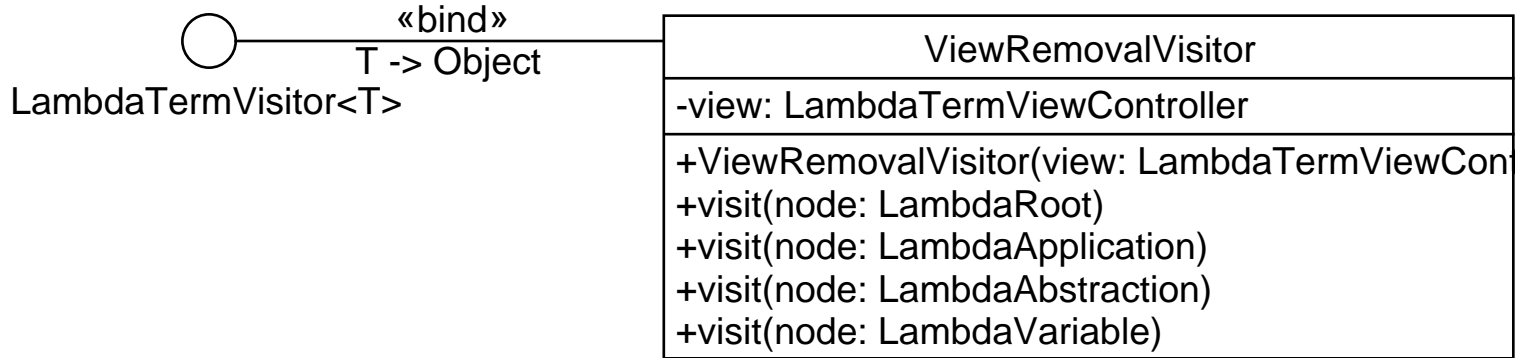 «bind»
T -> Object
LambdaTermVisitor<T>
ViewRemovalVisitor
-view: LambdaTermViewController
+ViewRemovalVisitor(view: LambdaTermViewCont
+visit(node: LambdaRoot)
+visit(node: LambdaApplication)
+visit(node: LambdaAbstraction)
+visit(node: LambdaVariable)